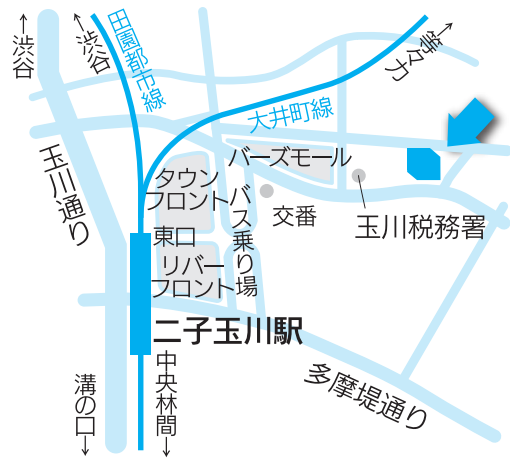 ←渋谷
←渋谷
田園都市線
等々力→
大井町線
玉川通り
バーズモール
タウン
フロント
バス乗り場
交番
玉川税務署
東口
リバー
フロント
二子玉川駅
溝の口→
中央林間→
多摩堤通り